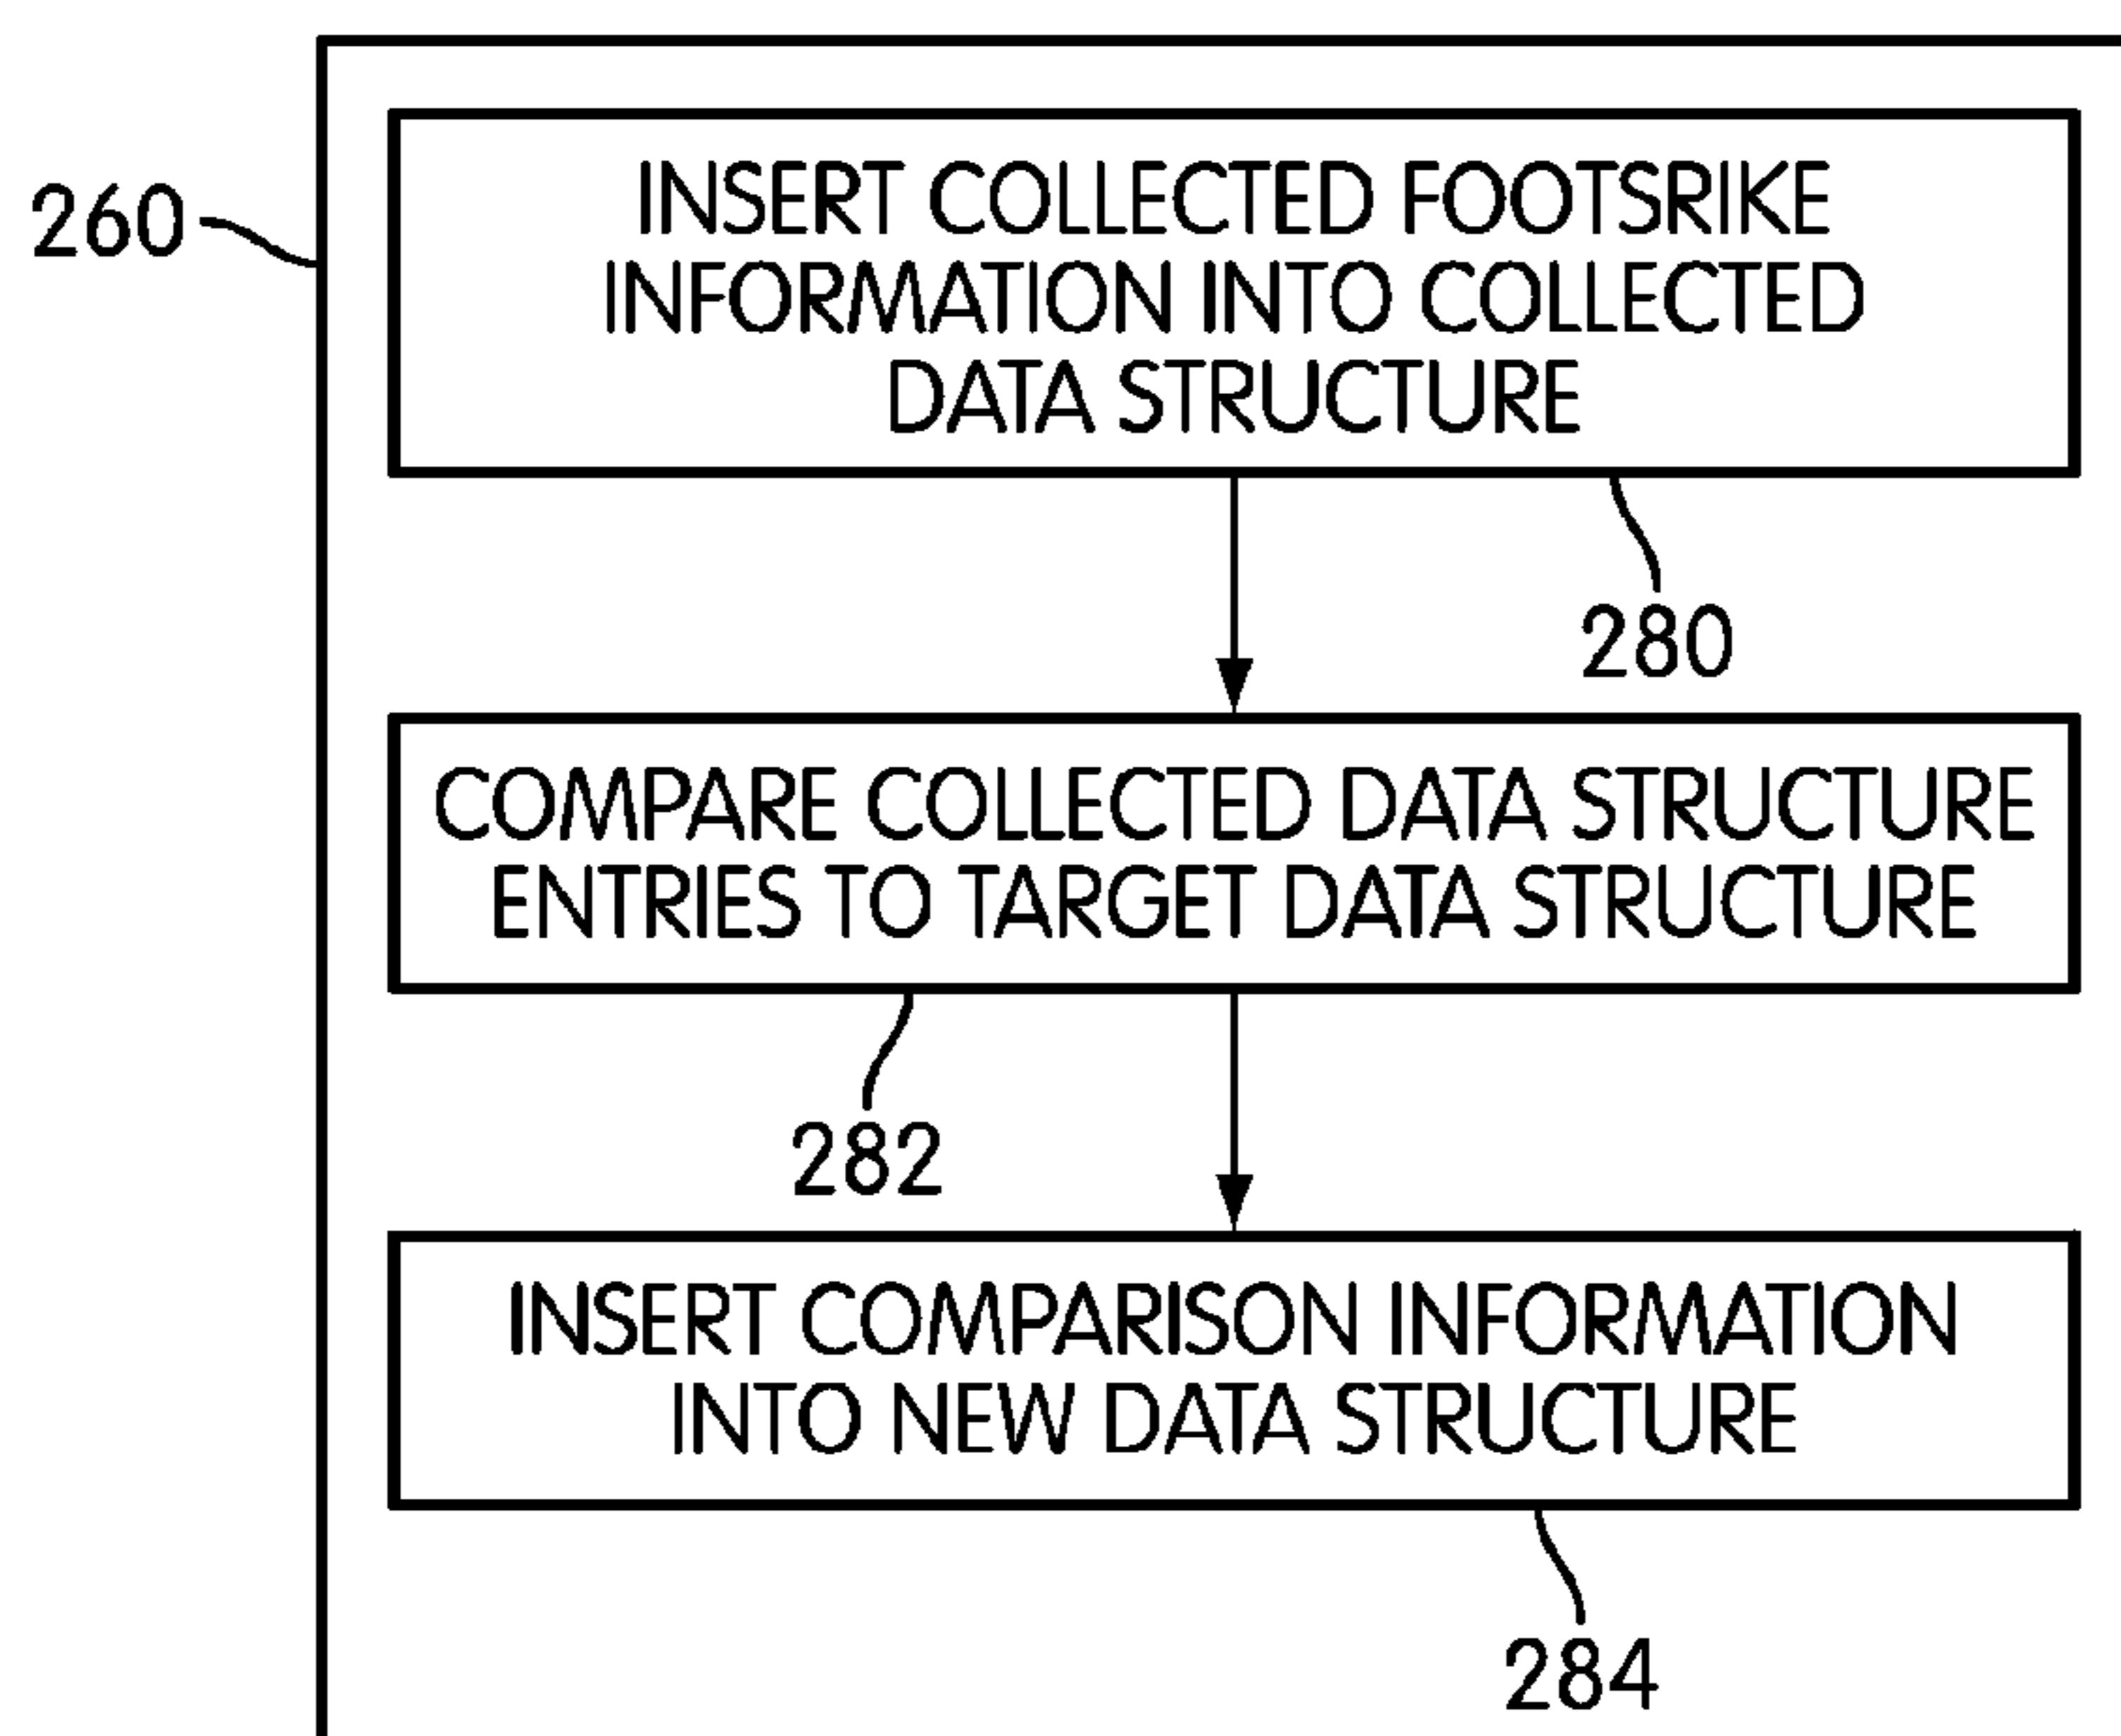 260
INSERT COLLECTED FOOTSRIKE
INFORMATION INTO COLLECTED
DATA STRUCTURE
280
COMPARE COLLECTED DATA STRUCTURE
ENTRIES TO TARGET DATA STRUCTURE
282
INSERT COMPARISON INFORMATION
INTO NEW DATA STRUCTURE
284